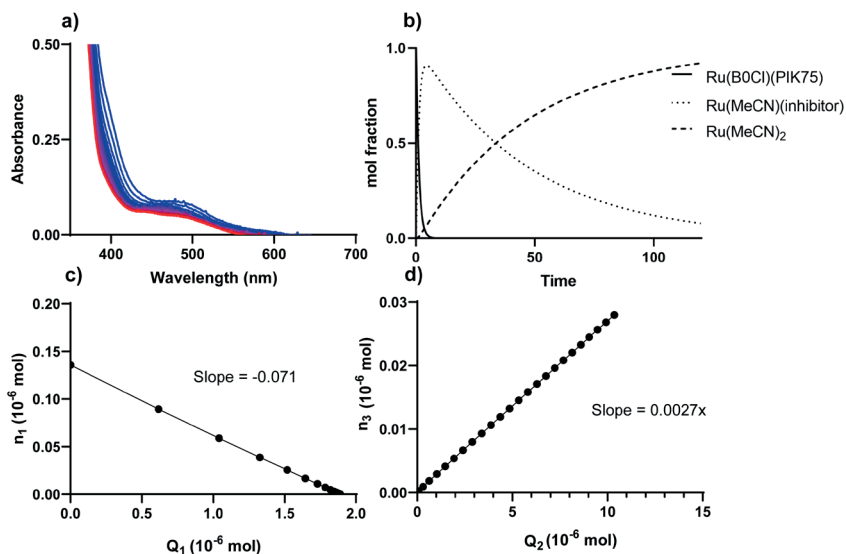 a)
0.50
0.25
0.00
Absorbance
400
500
600
700
Wavelength (nm)
b)
1.0
0.5
0.0
mol fraction
0
50
100
Time
Ru(B0Cl)(PIK75)
Ru(MeCN)(inhibitor)
Ru(MeCN)₂
c)
0.20
0.15
0.10
0.05
0.00
n₁ (10⁻⁶ mol)
Slope = -0.071
0.0
0.5
1.0
1.5
2.0
Q₁ (10⁻⁶ mol)
d)
0.03
0.02
0.01
0.00
n₃ (10⁻⁶ mol)
Slope = 0.0027x
0
5
10
15
Q₂ (10⁻⁶ mol)